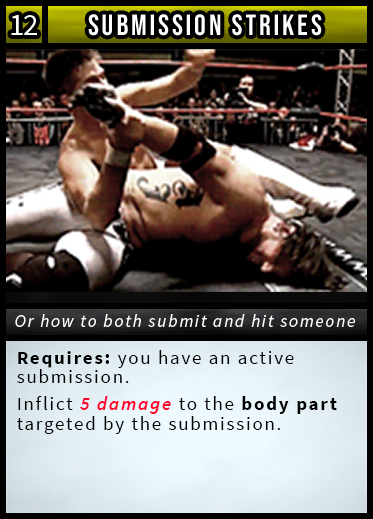 12
SUBMISSION STRIKES
Or how to both submit and hit someone
Requires: you have an active
submission.
Inflict 5 damage to the body part
targeted by the submission.